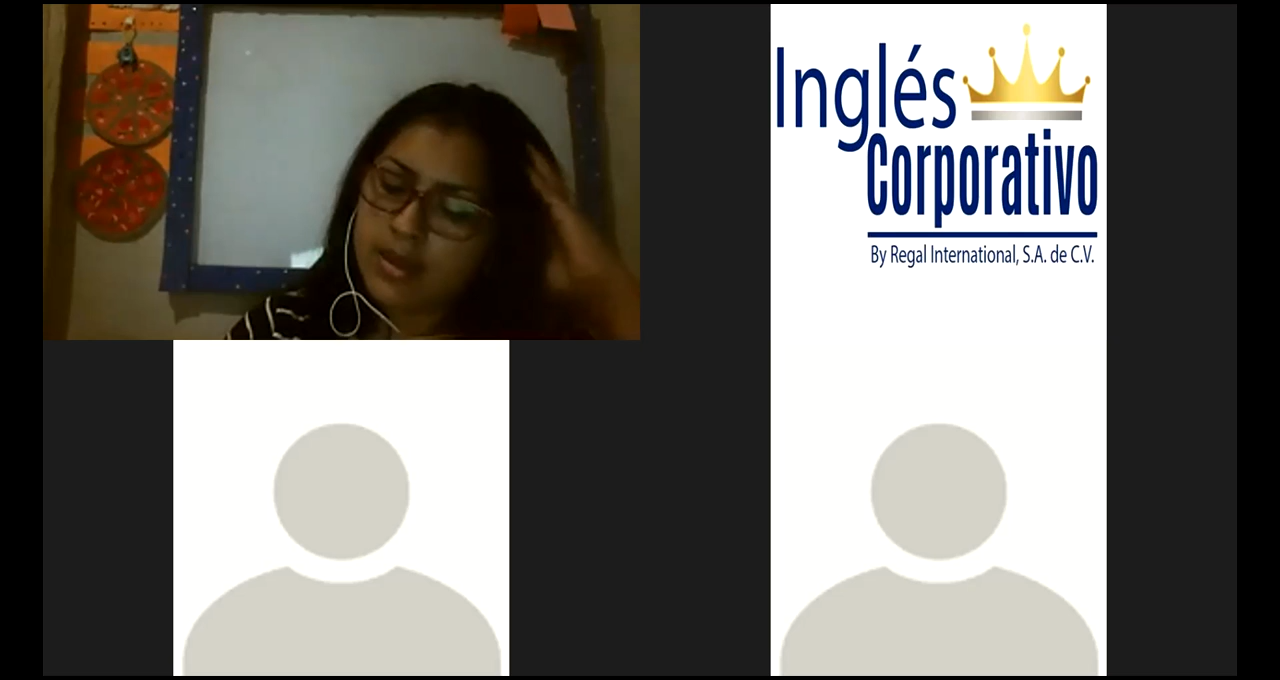 Inglés
Corporativo
By Regal International, S.A. de C.V.